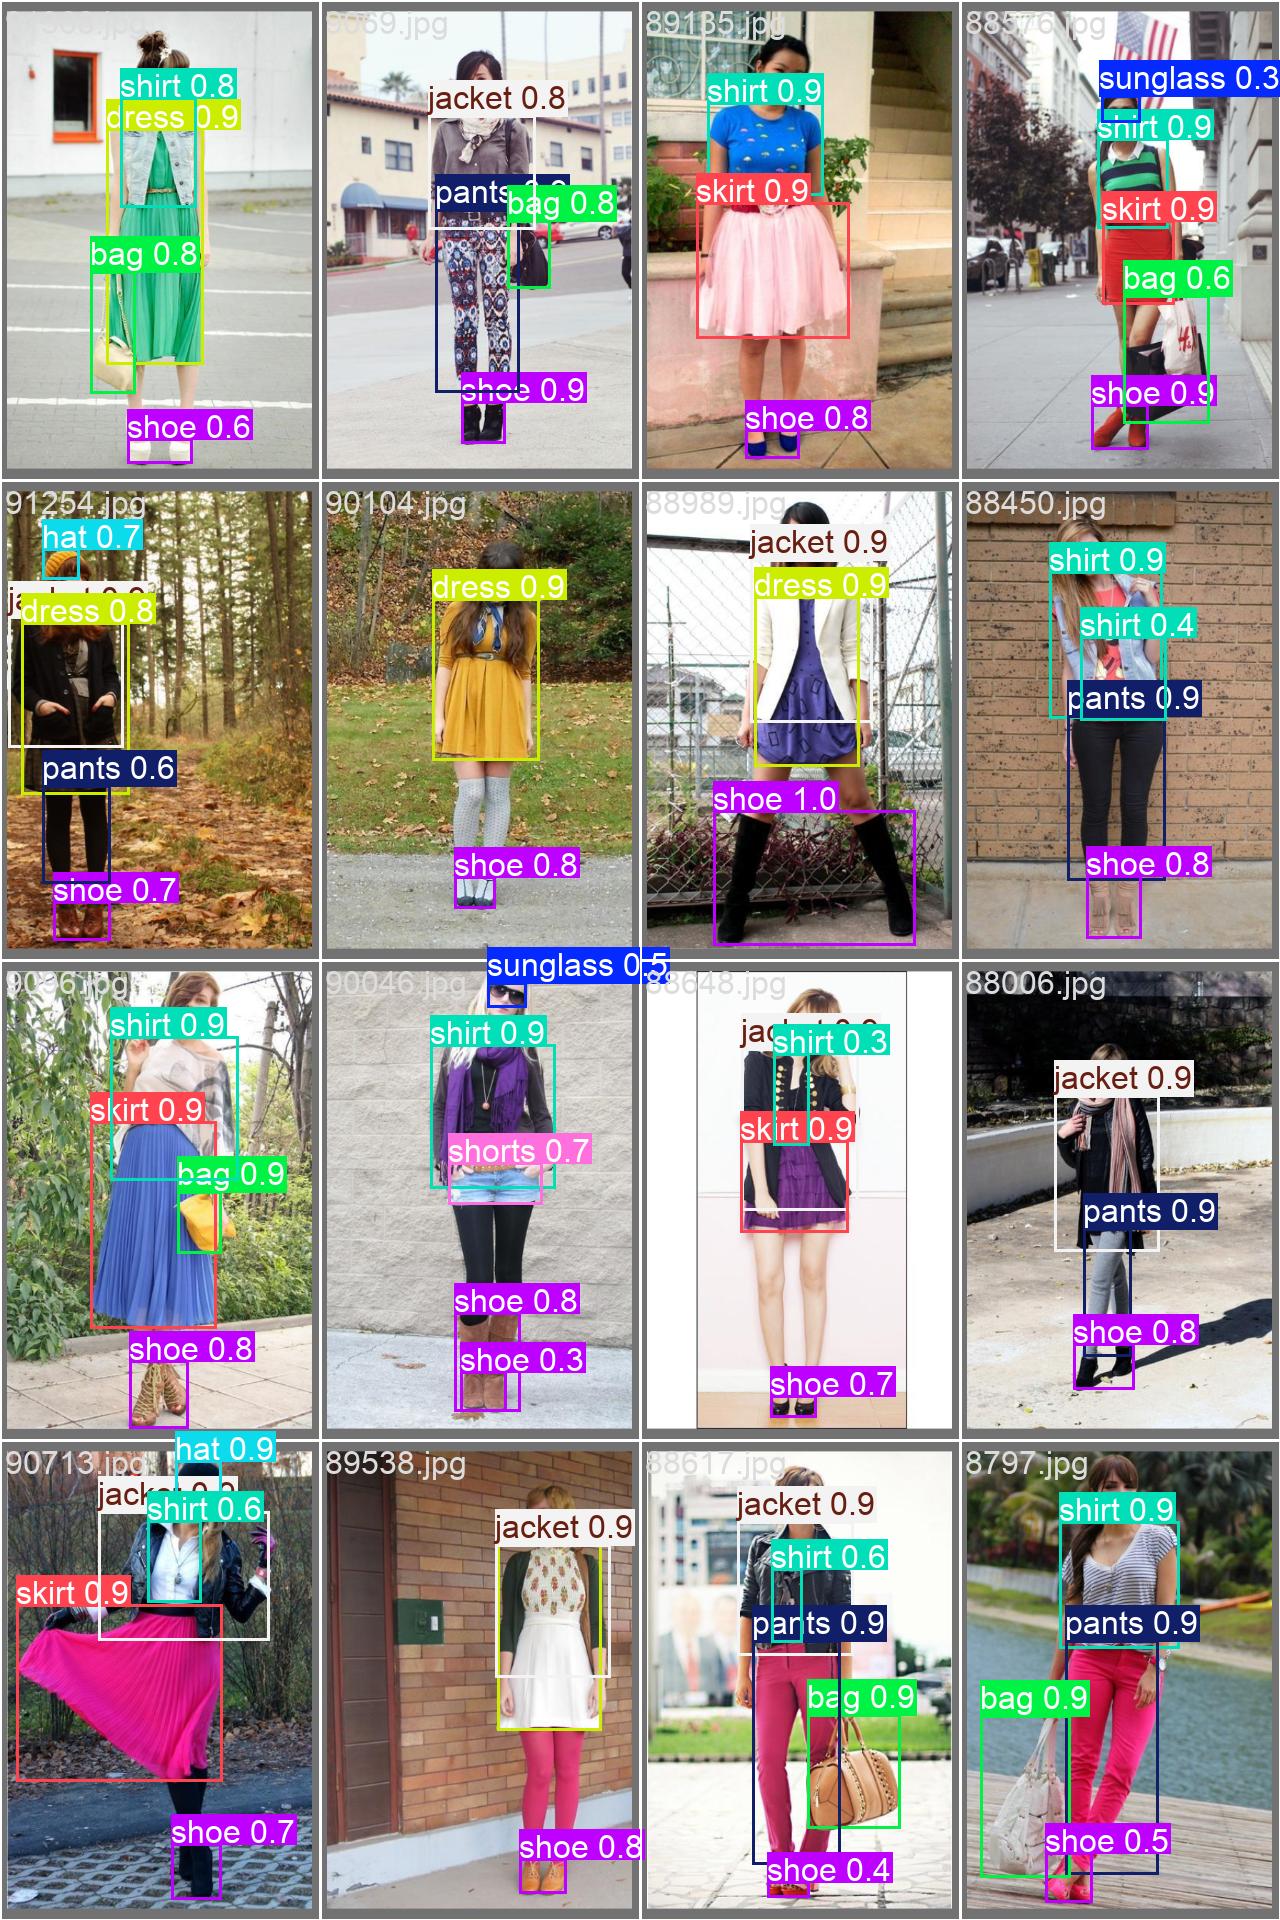 shirt 0.8
dress 0.9
bag 0.8
shoe 0.6
jacket 0.8
pants
bag 0.8
shoe 0.9
89135.jpg
shirt 0.9
skirt 0.9
shoe 0.8
sunglass 0.3
shirt 0.9
skirt 0.9
bag 0.6
shoe 0.9
91254.jpg
hat 0.7
dress 0.8
pants 0.6
shoe 0.7
90104.jpg
dress 0.9
shoe 0.8
88989.jpg
jacket 0.9
dress 0.9
shoe 1.0
88450.jpg
shirt 0.9
shirt 0.4
pants 0.9
shoe 0.8
shirt 0.9
skirt 0.9
bag 0.9
shoe 0.8
sunglass 0.5
shirt 0.9
shorts 0.7
shoe 0.8
shoe 0.3
shirt 0.3
skirt 0.9
shoe 0.7
88006.jpg
jacket 0.9
pants 0.9
shoe 0.8
90713.jpg
hat 0.9
shirt 0.6
skirt 0.9
shoe 0.7
89538.jpg
jacket 0.9
shoe 0.8
88617.jpg
jacket 0.9
shirt 0.6
pants 0.9
bag 0.9
shoe 0.4
8797.jpg
shirt 0.9
pants 0.9
bag 0.9
shoe 0.5